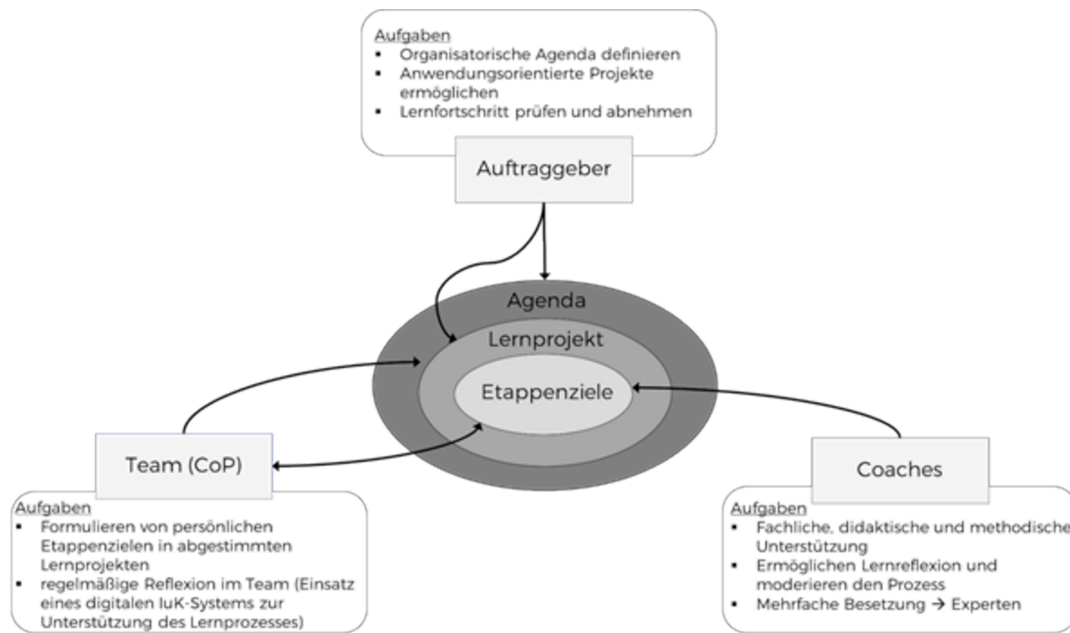 Aufgaben
▪ Organisatorische Agenda definieren
▪ Anwendungsorientierte Projekte
ermöglichen
▪ Lernfortschritt prüfen und abnehmen
Auftraggeber
Agenda
Lernprojekt
Etappenziele
Team (CoP)
Aufgaben
▪ Formulieren von persönlichen
Etappenzielen in abgestimmten
Lernprojekten
▪ regelmäßige Reflexion im Team (Einsatz
eines digitalen IuK-Systems zur
Unterstützung des Lernprozesses)
Coaches
Aufgaben
▪ Fachliche, didaktische und methodische
Unterstützung
▪ Ermöglichen Lernreflexion und
moderieren den Prozess
▪ Mehrfache Besetzung → Experten